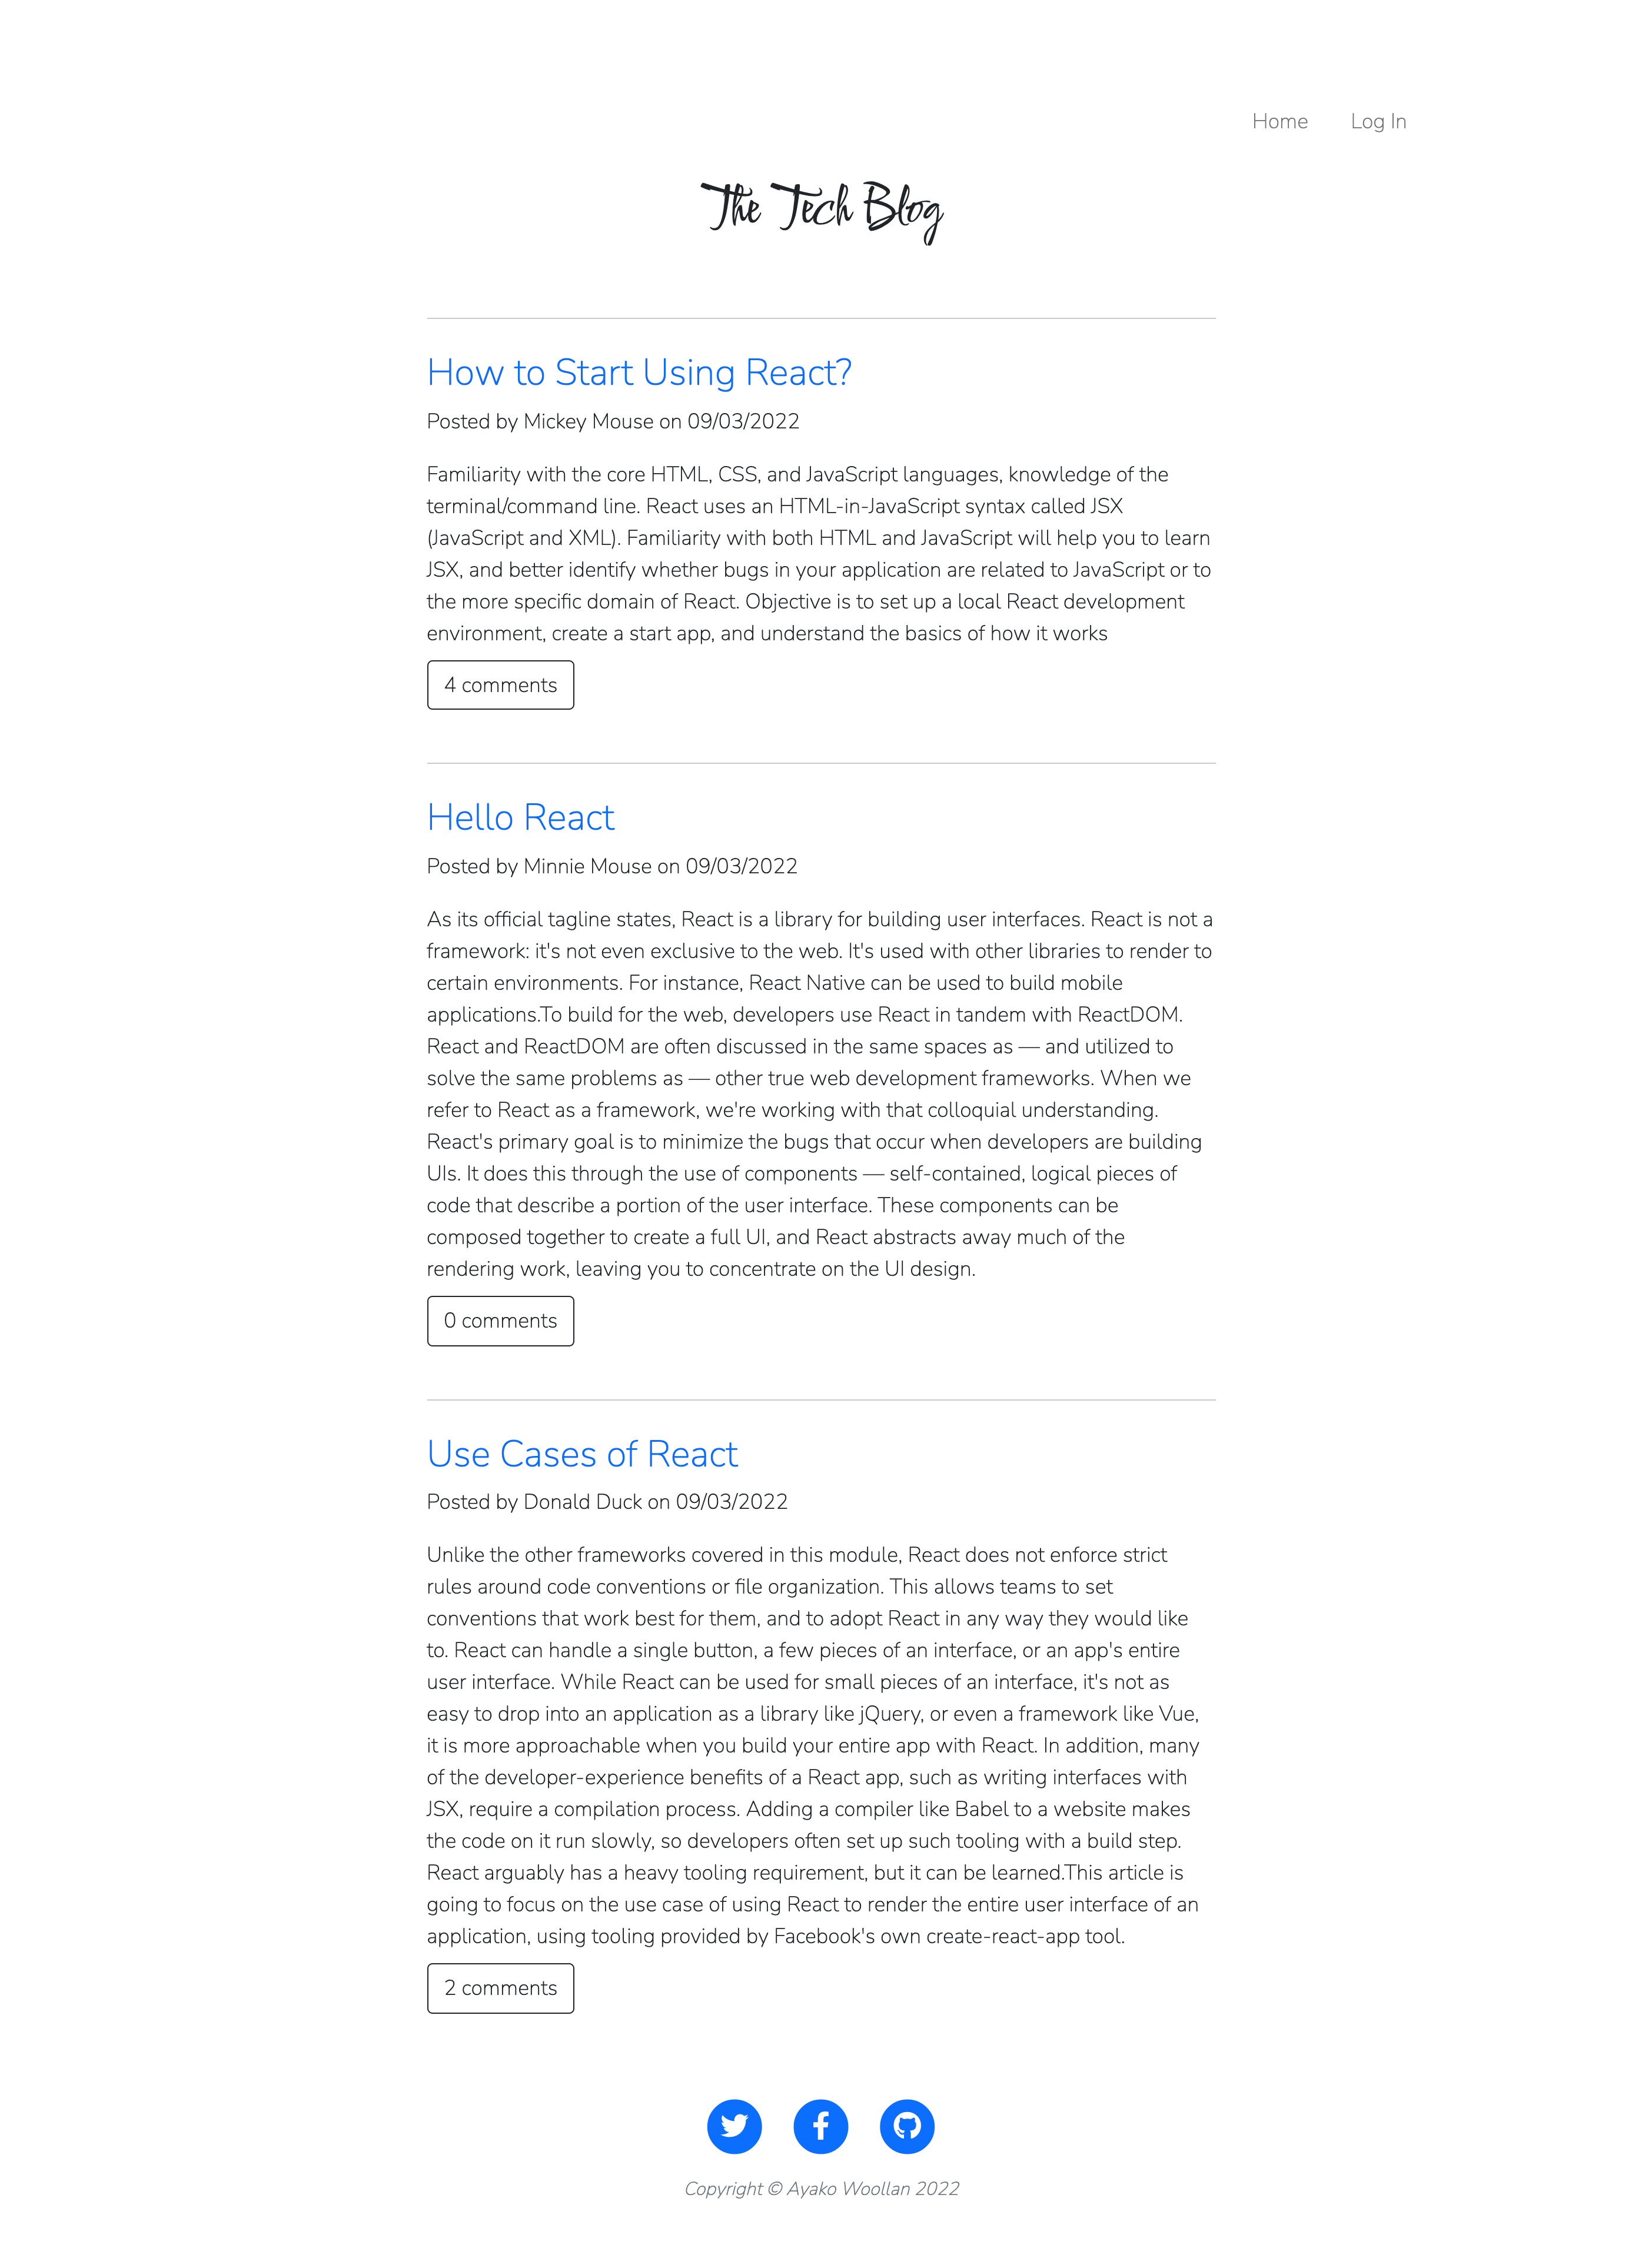 Home Log In
The Tech Blog
How to Start Using React?
Posted by Mickey Mouse on 09/03/2022
Familiarity with the core HTML, CSS, and JavaScript languages, knowledge of the
terminal/command line. React uses an HTML-in-JavaScript syntax called JSX
(JavaScript and XML). Familiarity with both HTML and JavaScript will help you to learn
JSX, and better identify whether bugs in your application are related to JavaScript or to
the more specific domain of React. Objective is to set up a local React development
environment, create a start app, and understand the basics of how it works
4 comments
Hello React
Posted by Minnie Mouse on 09/03/2022
As its official tagline states, React is a library for building user interfaces. React is not a
framework: it's not even exclusive to the web. It's used with other libraries to render to
certain environments. For instance, React Native can be used to build mobile
applications.To build for the web, developers use React in tandem with ReactDOM.
React and ReactDOM are often discussed in the same spaces as — and utilized to
solve the same problems as — other true web development frameworks. When we
refer to React as a framework, we're working with that colloquial understanding.
React's primary goal is to minimize the bugs that occur when developers are building
UIs. It does this through the use of components — self-contained, logical pieces of
code that describe a portion of the user interface. These components can be
composed together to create a full UI, and React abstracts away much of the
rendering work, leaving you to concentrate on the UI design.
0 comments
Use Cases of React
Posted by Donald Duck on 09/03/2022
Unlike the other frameworks covered in this module, React does not enforce strict
rules around code conventions or file organization. This allows teams to set
conventions that work best for them, and to adopt React in any way they would like
to. React can handle a single button, a few pieces of an interface, or an app's entire
user interface. While React can be used for small pieces of an interface, it's not as
easy to drop into an application as a library like jQuery, or even a framework like Vue,
it is more approachable when you build your entire app with React. In addition, many
of the developer-experience benefits of a React app, such as writing interfaces with
JSX, require a compilation process. Adding a compiler like Babel to a website makes
the code on it run slowly, so developers often set up such tooling with a build step.
React arguably has a heavy tooling requirement, but it can be learned.This article is
going to focus on the use case of using React to render the entire user interface of an
application, using tooling provided by Facebook's own create-react-app tool.
2 comments
Copyright © Ayako Woollan 2022